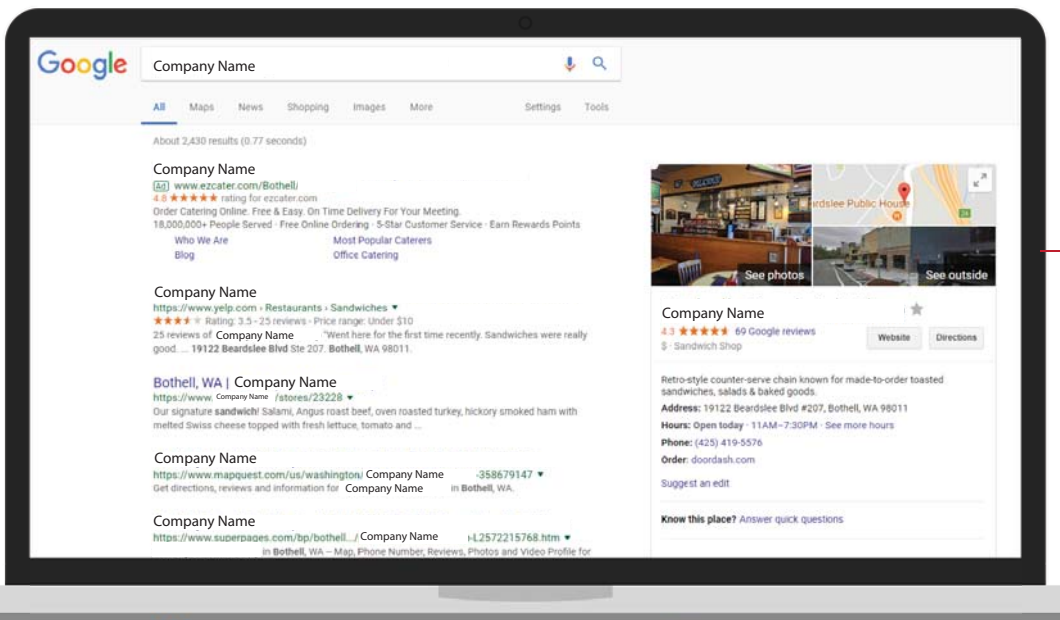 Google
Company Name
All Maps News Shopping Images More Settings Tools
About 2,430 results (0.77 seconds)
Company Name
Ad www.ezcater.com/Bothell/
4.8 ★★★★★ rating for ezcater.com
Order Catering Online. Free & Easy. On Time Delivery For Your Meeting.
18,000,000+ People Served · Free Online Ordering · 5-Star Customer Service · Earn Rewards Points
Who We Are Most Popular Caterers
Blog Office Catering
Company Name
https://www.yelp.com › Restaurants › Sandwiches ▼
Rating: 3.5 - 25 reviews - Price range: Under $10
25 reviews of Company Name "Went here for the first time recently. Sandwiches were really
good. ... 19122 Beardslee Blvd Ste 207. Bothell, WA 98011.
Bothell, WA | Company Name
https://www. Company Name /stores/23228 ▼
Our signature sandwich! Salami, Angus roast beef, oven roasted turkey, hickory smoked ham with
melted Swiss cheese topped with fresh lettuce, tomato and ...
Company Name
https://www.mapquest.com/us/washington/ Company Name -358679147 ▼
Get directions, reviews and information for Company Name in Bothell, WA.
Company Name
https://www.superpages.com/bp/bothell.../ Company Name -L2572215768.htm ▼
in Bothell, WA – Map, Phone Number, Reviews, Photos and Video Profile for
rdslee Public House
See photos
See outside
Company Name
4.3 69 Google reviews
$ · Sandwich Shop
Website Directions
Retro-style counter-serve chain known for made-to-order toasted
sandwiches, salads & baked goods.
Address: 19122 Beardslee Blvd #207, Bothell, WA 98011
Hours: Open today · 11AM–7:30PM · See more hours
Phone: (425) 419-5576
Order: doordash.com
Suggest an edit
Know this place? Answer quick questions